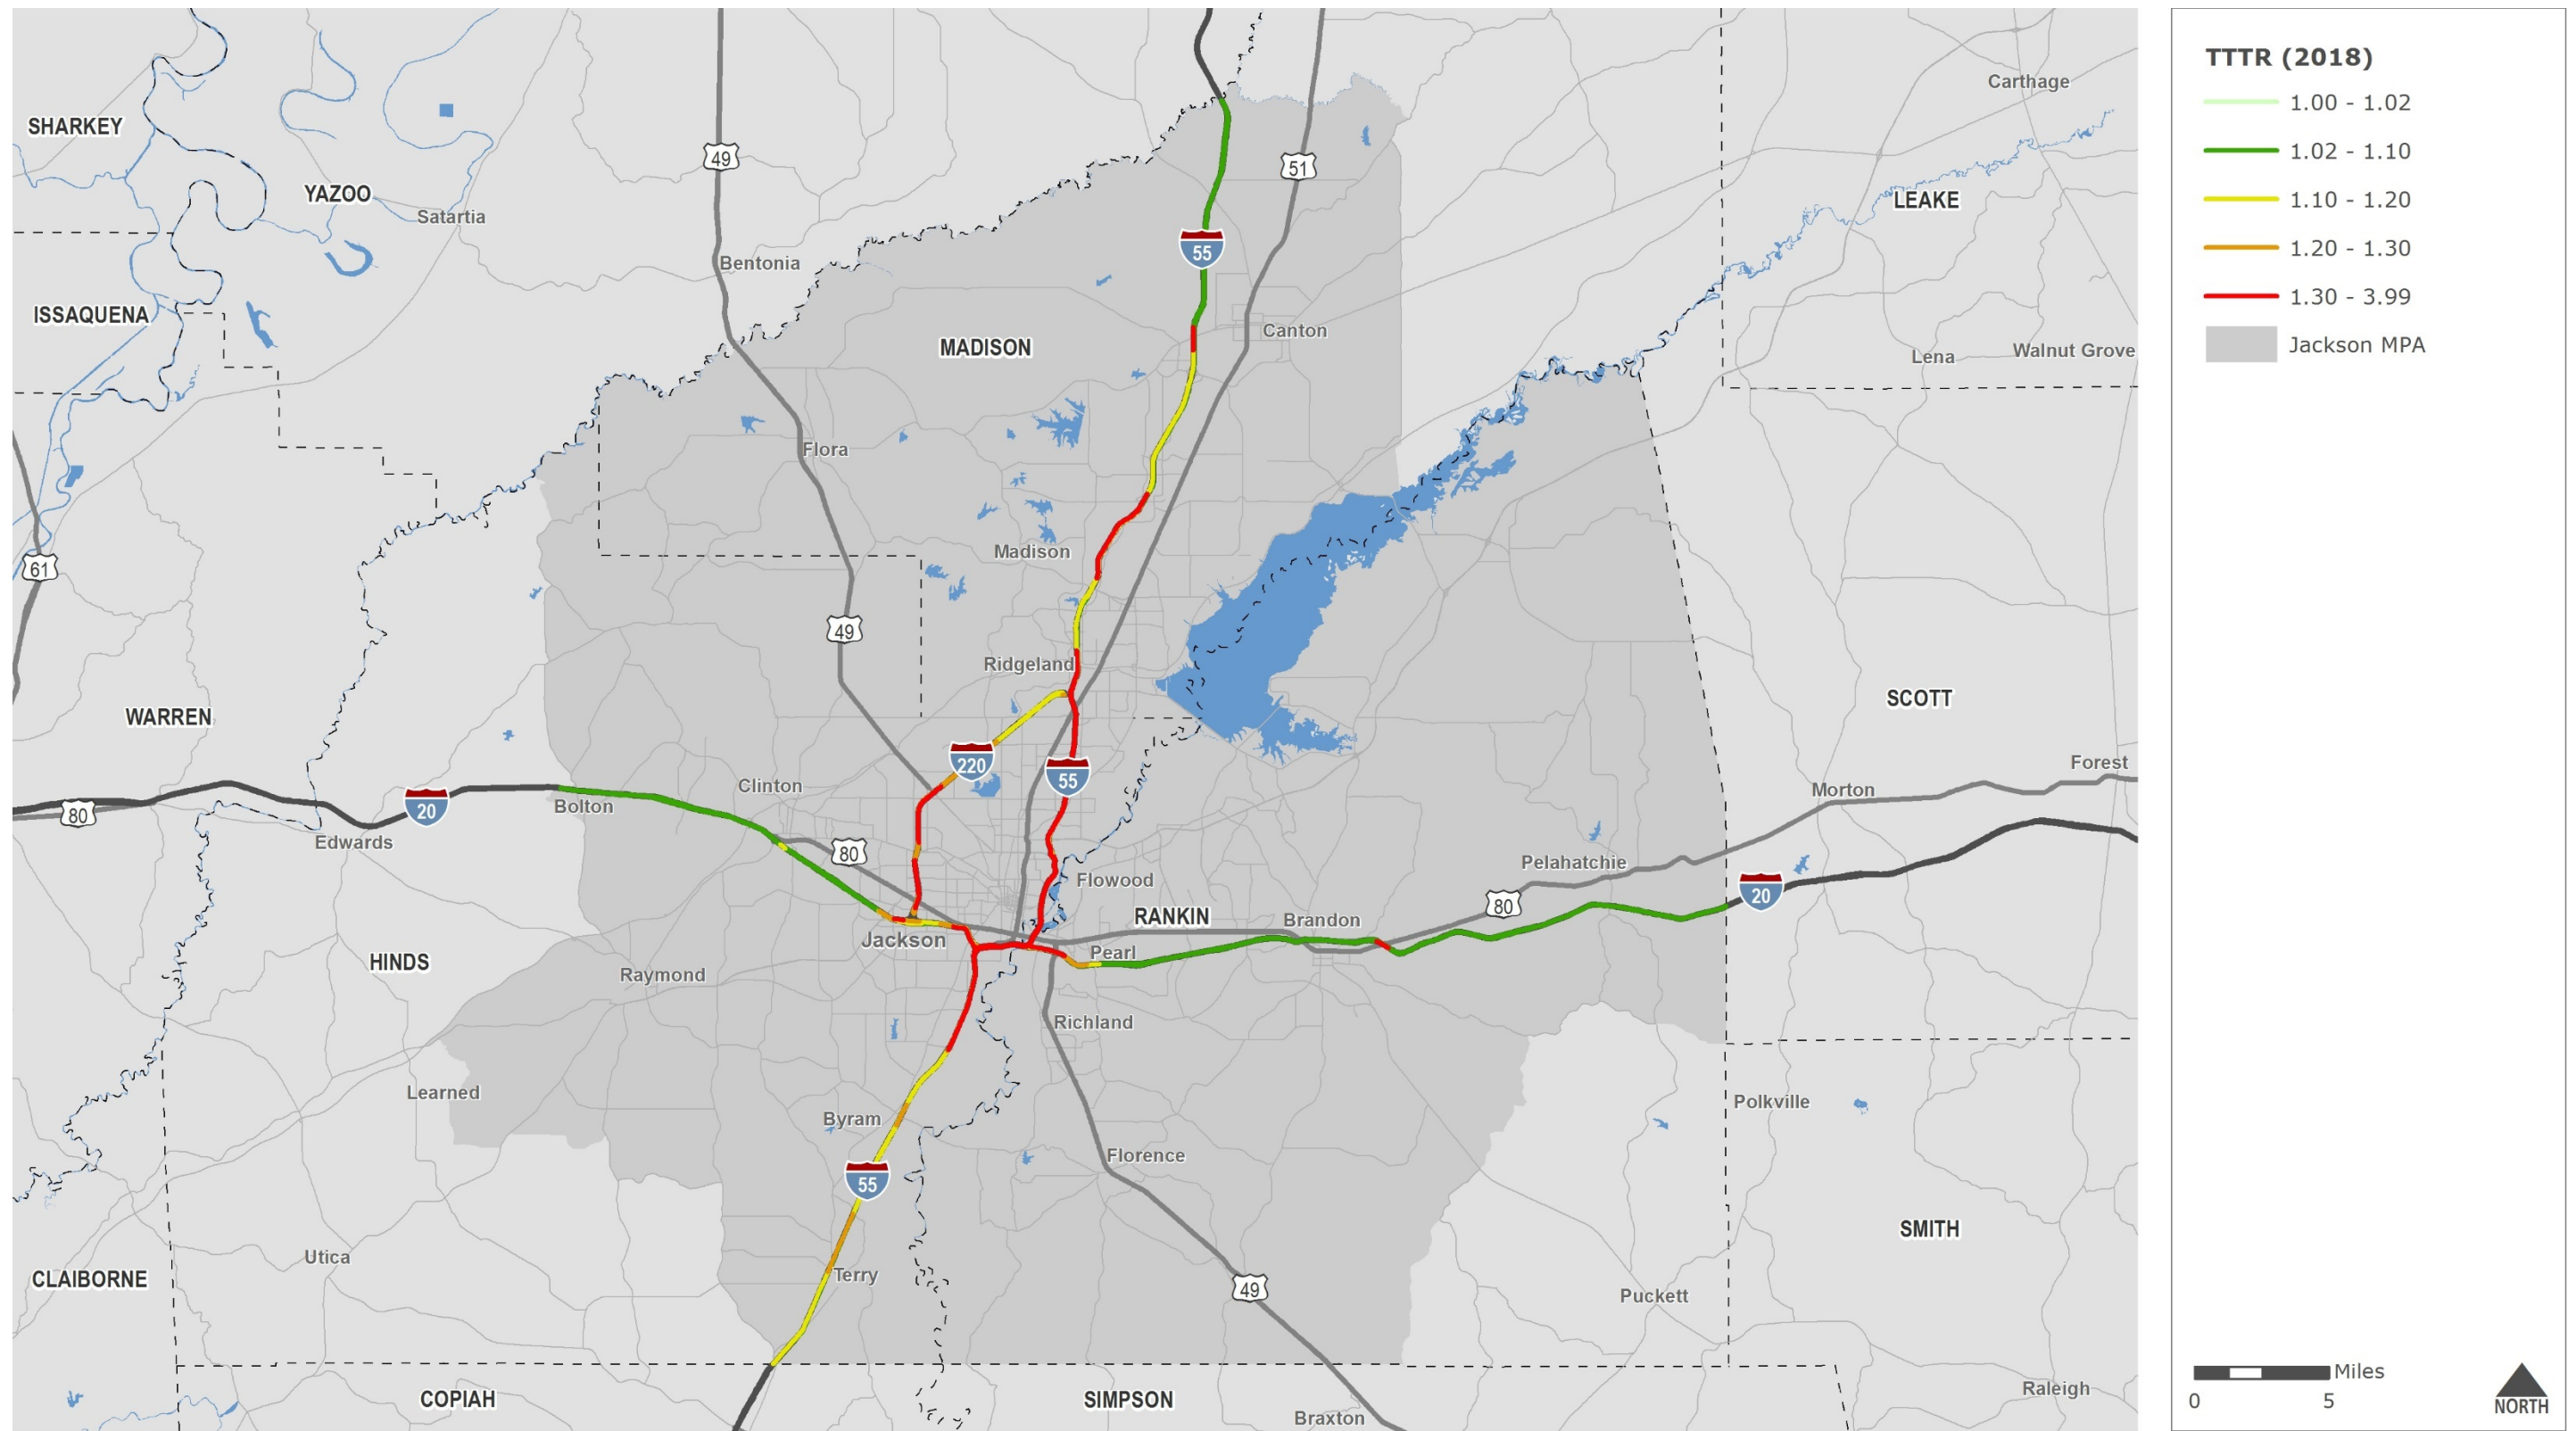 TTTR (2018)
1.00 - 1.02
1.02 - 1.10
1.10 - 1.20
1.20 - 1.30
1.30 - 3.99
Jackson MPA
Miles
0 5
NORTH
Carthage
SHARKEY
49
51
YAZOO
LEAKE
Satartia
55
Bentonia
ISSAQUENA
Canton
MADISON
Lena
Walnut Grove
Flora
Madison
61
49
Ridgeland
SCOTT
WARREN
220
Forest
55
Clinton
Morton
20
Bolton
80
Edwards
80
Pelahatchie
Flowood
20
80
RANKIN
Brandon
Jackson
Pearl
HINDS
Raymond
Richland
Learned
Polkville
Byram
Florence
55
SMITH
Utica
Terry
CLAIBORNE
49
Puckett
COPIAH
SIMPSON
Raleigh
Braxton